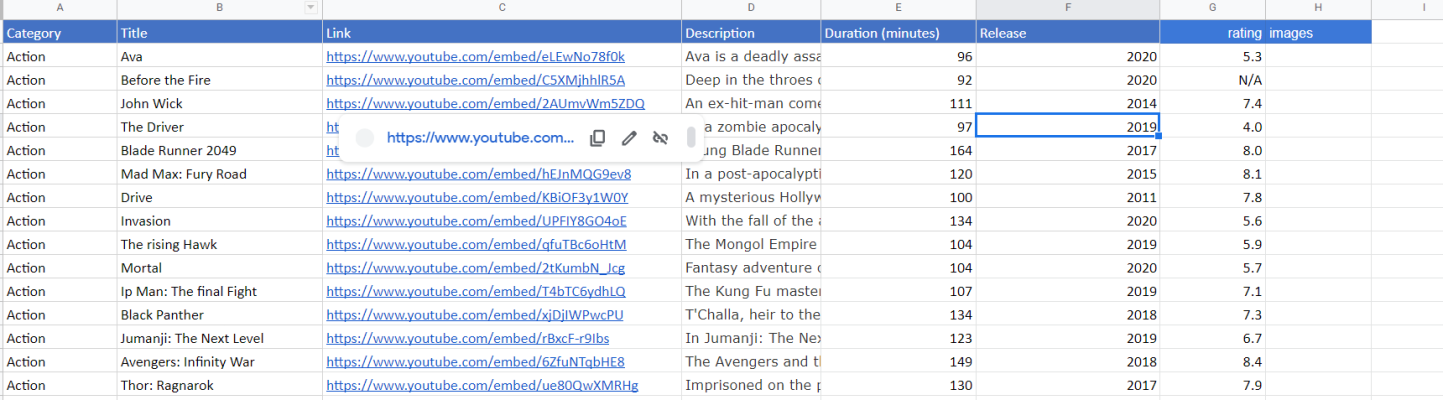 A B C D E F G H I
Category Title Link Description Duration (minutes) Release rating images
Action Ava https://www.youtube.com/embed/eLEwNo78f0k Ava is a deadly assa 96 2020 5.3
Action Before the Fire https://www.youtube.com/embed/C5XMjhhlR5A Deep in the throes 92 2020 N/A
Action John Wick https://www.youtube.com/embed/2AUmvWm5ZDQ An ex-hit-man come 111 2014 7.4
Action The Driver a zombie apocaly 97 2019 4.0
https://www.youtube.com...
Action Blade Runner 2049 ung Blade Runner 164 2017 8.0
Action Mad Max: Fury Road https://www.youtube.com/embed/hEJnMQG9ev8 In a post-apocalypti 120 2015 8.1
Action Drive https://www.youtube.com/embed/KBiOF3y1W0Y A mysterious Hollyw 100 2011 7.8
Action Invasion https://www.youtube.com/embed/UPFIY8GO4oE With the fall of the 134 2020 5.6
Action The rising Hawk https://www.youtube.com/embed/qfuTBc6oHtM The Mongol Empire 104 2019 5.9
Action Mortal https://www.youtube.com/embed/2tKumbN_Jcg Fantasy adventure 104 2020 5.7
Action Ip Man: The final Fight https://www.youtube.com/embed/T4bTC6ydhLQ The Kung Fu master 107 2019 7.1
Action Black Panther https://www.youtube.com/embed/xjDjIWPwcPU T'Challa, heir to the 134 2018 7.3
Action Jumanji: The Next Level https://www.youtube.com/embed/rBxcF-r9Ibs In Jumanji: The Nex 123 2019 6.7
Action Avengers: Infinity War https://www.youtube.com/embed/6ZfuNTqbHE8 The Avengers and th 149 2018 8.4
Action Thor: Ragnarok https://www.youtube.com/embed/ue80QwXMRHg Imprisoned on the p 130 2017 7.9